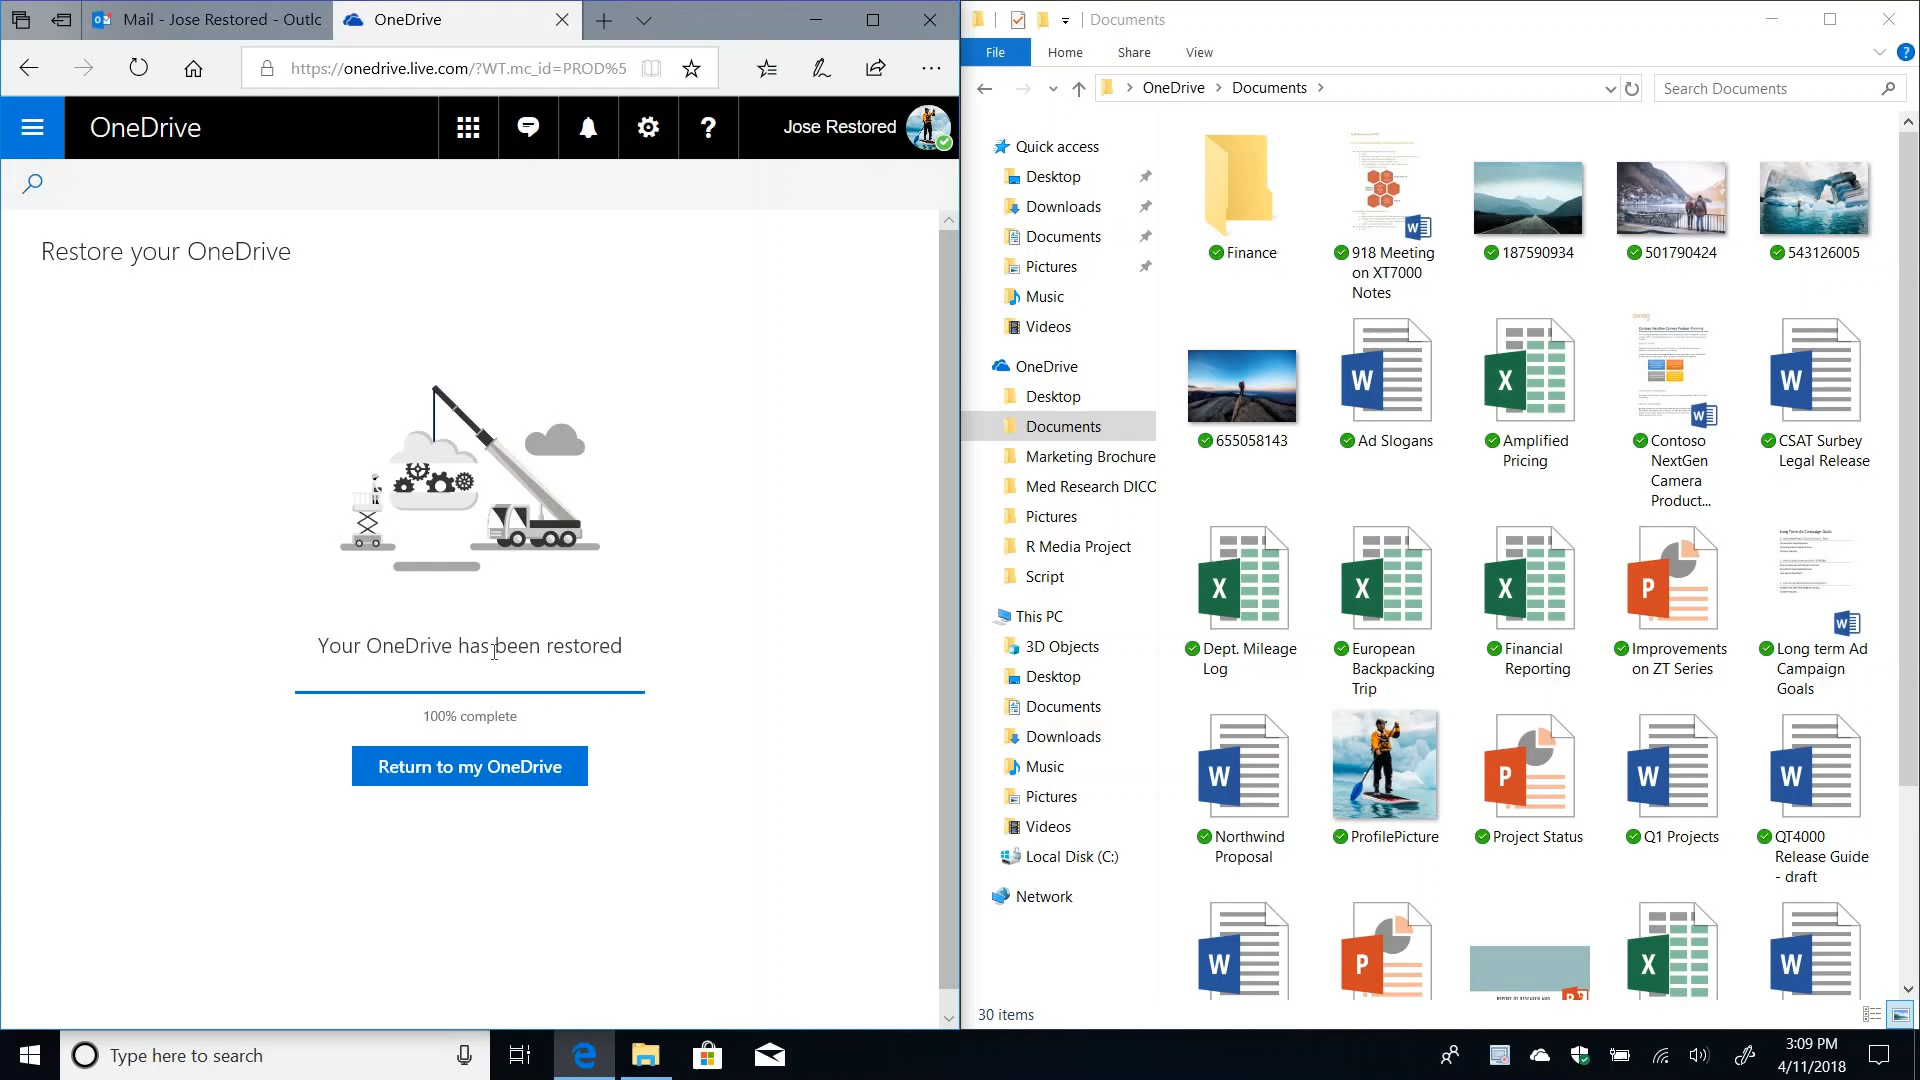 Mail - Jose Restored - Outlc
OneDrive
https://onedrive.live.com/?WT.mc_id=PROD%5
OneDrive
Jose Restored
Restore your OneDrive
Your OneDrive has been restored
100% complete
Return to my OneDrive
Documents
File
Home
Share
View
OneDrive
Documents
Search Documents
Quick access
Desktop
Downloads
Documents
Pictures
Music
Videos
OneDrive
Desktop
Documents
Marketing Brochure
Med Research DICO
Pictures
R Media Project
Script
This PC
3D Objects
Desktop
Documents
Downloads
Music
Pictures
Videos
Local Disk (C:)
Network
Finance
918 Meeting
on XT7000
Notes
187590934
501790424
543126005
655058143
Ad Slogans
Amplified
Pricing
Contoso
NextGen
Camera
Product...
CSAT Surbey
Legal Release
Dept. Mileage
Log
European
Backpacking
Trip
Financial
Reporting
Improvements
on ZT Series
Long term Ad
Campaign
Goals
Northwind
Proposal
ProfilePicture
Project Status
Q1 Projects
QT4000
Release Guide
- draft
30 items
Type here to search
3:09 PM
4/11/2018